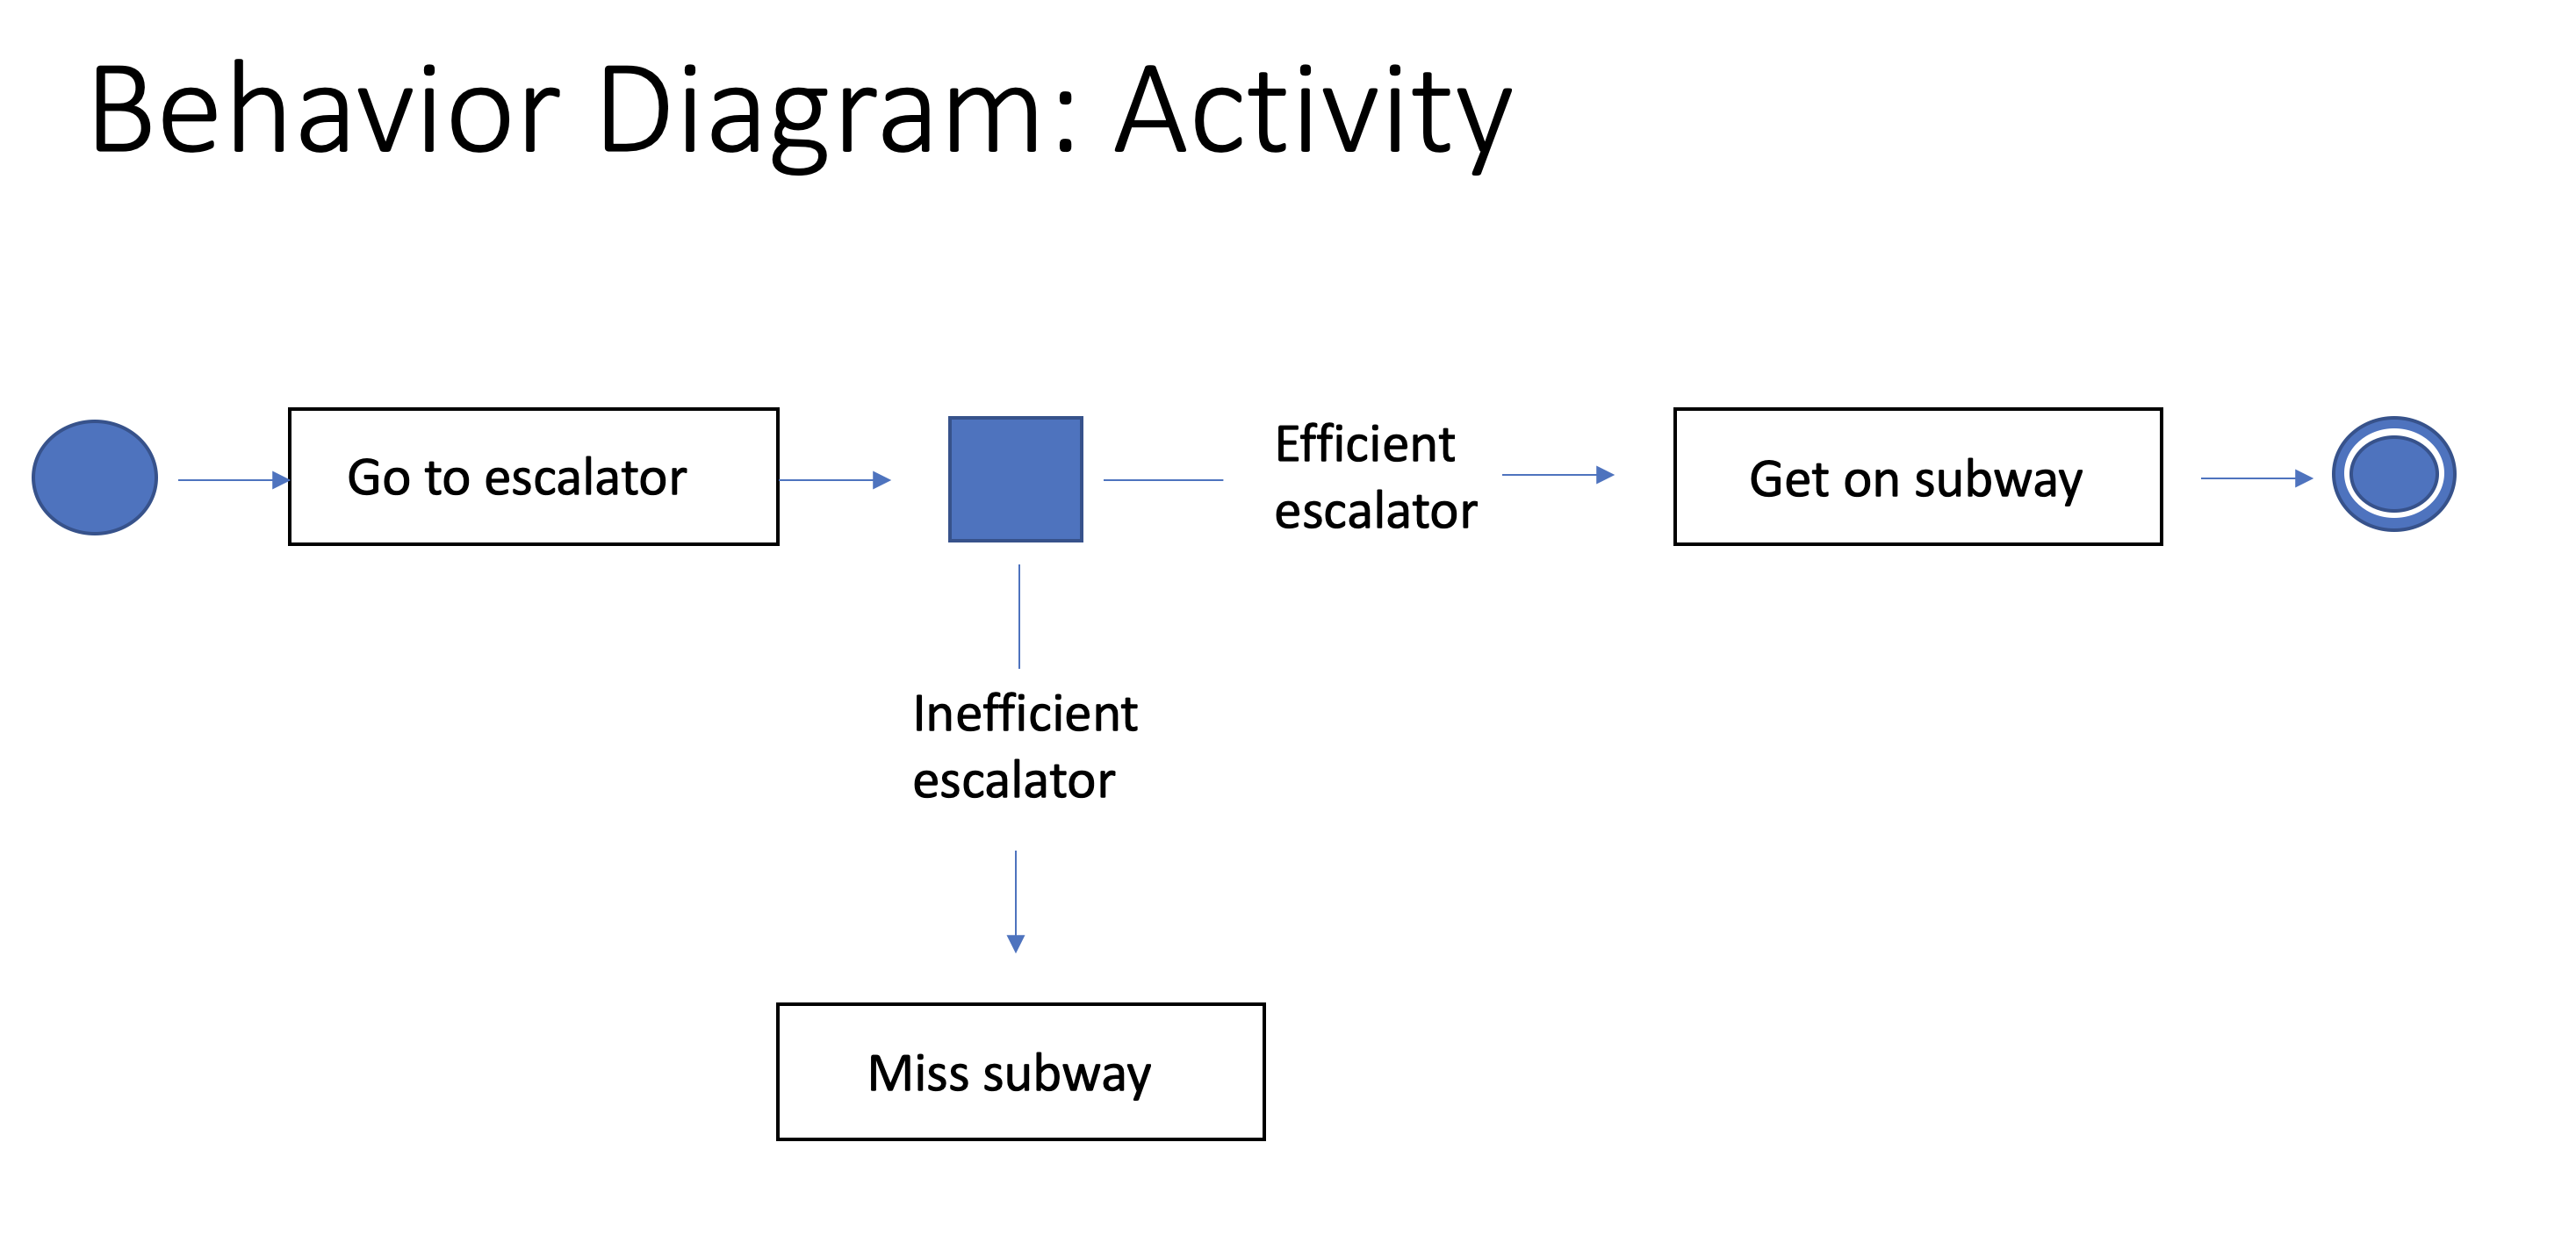 Behavior Diagram: Activity
Go to escalator
Efficient
escalator
Get on subway
Inefficient
escalator
Miss subway